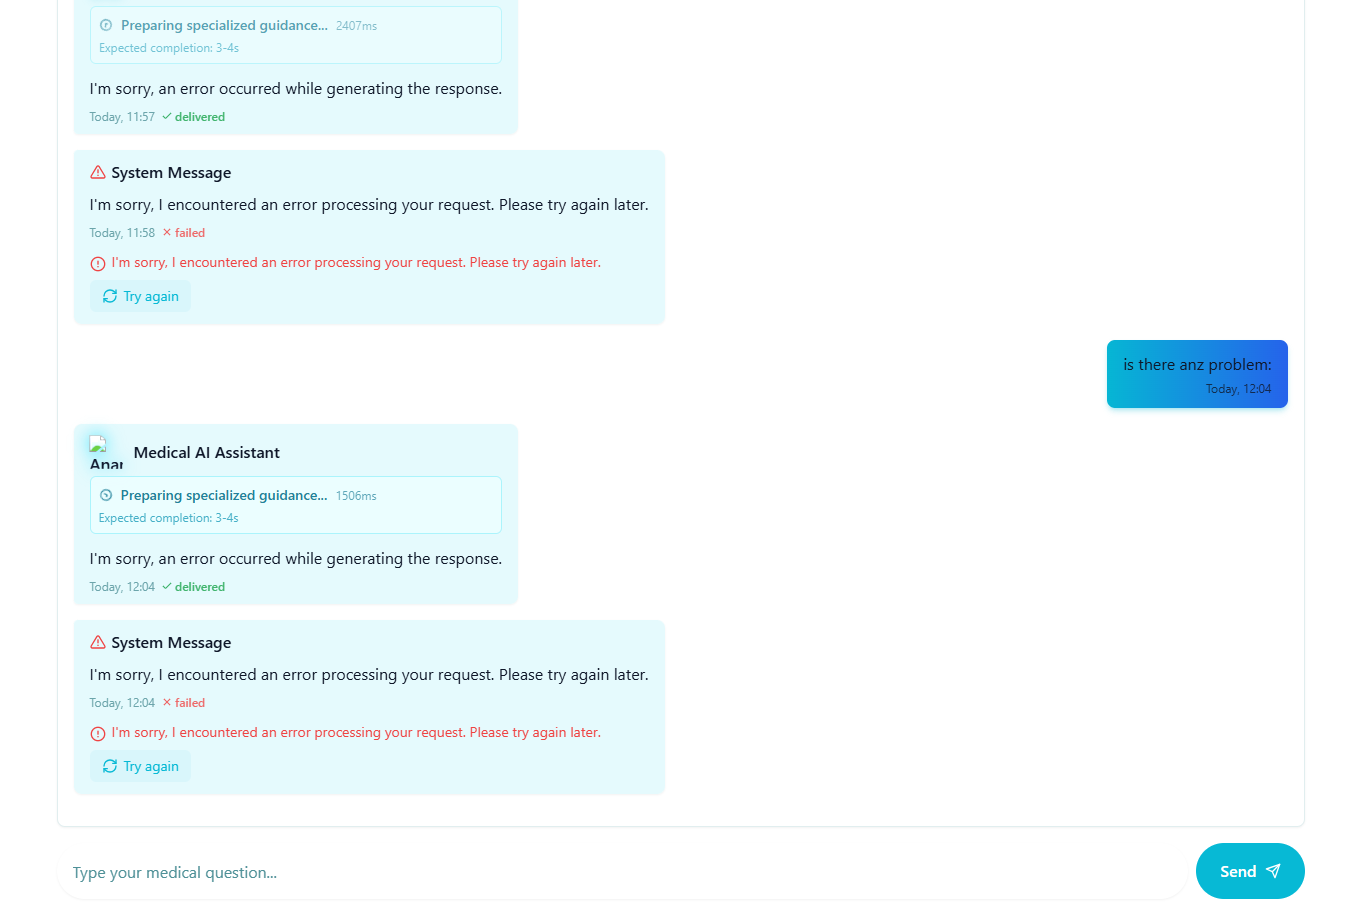 Preparing specialized guidance... 2407ms
Expected completion: 3-4s
I'm sorry, an error occurred while generating the response.
Today, 11:57 delivered
System Message
I'm sorry, I encountered an error processing your request. Please try again later.
Today, 11:58 failed
I'm sorry, I encountered an error processing your request. Please try again later.
Try again
is there anz problem:
Today, 12:04
Medical AI Assistant
Preparing specialized guidance... 1506ms
Expected completion: 3-4s
I'm sorry, an error occurred while generating the response.
Today, 12:04 delivered
System Message
I'm sorry, I encountered an error processing your request. Please try again later.
Today, 12:04 failed
I'm sorry, I encountered an error processing your request. Please try again later.
Try again
Type your medical question...
Send